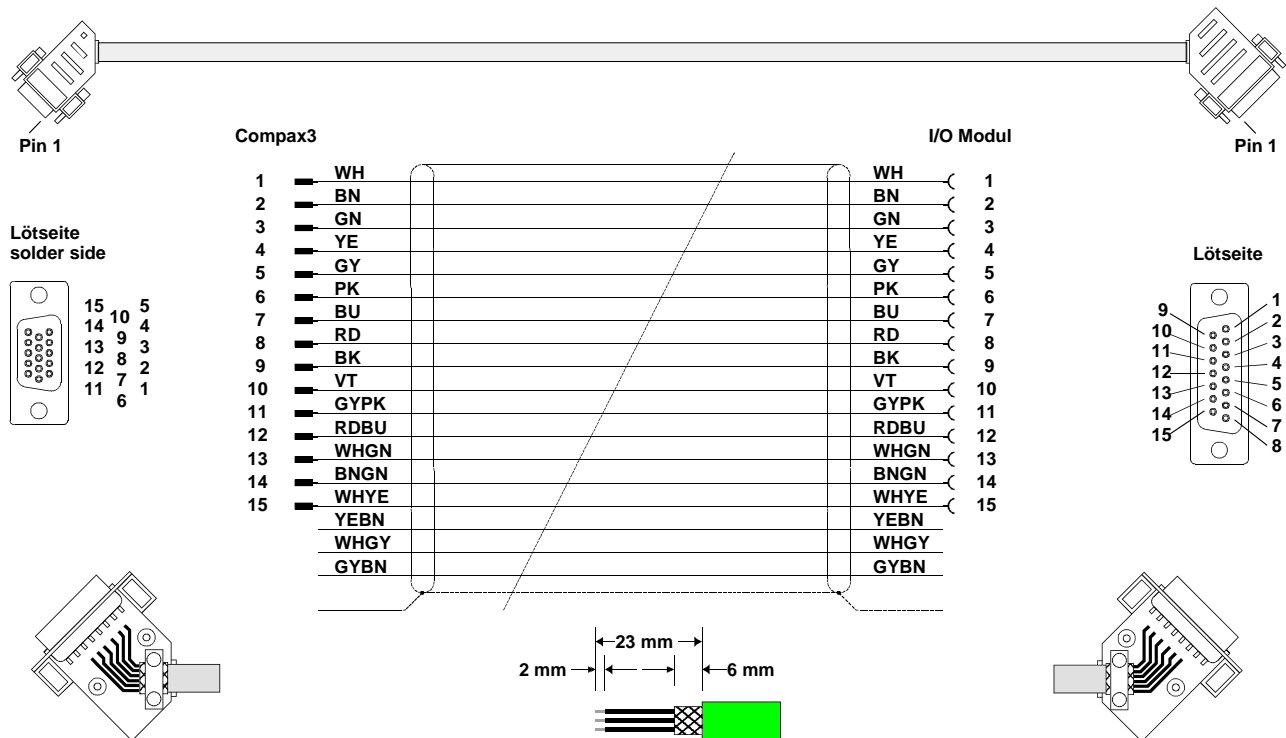 Pin 1
Pin 1
Compax3
I/O Modul
1 WH WH 1
2 BN BN 2
3 GN GN 3
4 YE YE 4
5 GY GY 5
6 PK PK 6
7 BU BU 7
8 RD RD 8
9 BK BK 9
10 VT VT 10
11 GYPK GYPK 11
12 RDBU RDBU 12
13 WHGN WHGN 13
14 BNGN BNGN 14
15 WHYE WHYE 15
YEBN YEBN
WHGY WHGY
GYBN GYBN
Lötseite
solder side
15 5
10
14 4
9
13 3
8
12 2
7
11 1
6
Lötseite
1
9
2
10
3
11
4
12
5
13
6
14
7
15
8
23 mm
2 mm
6 mm